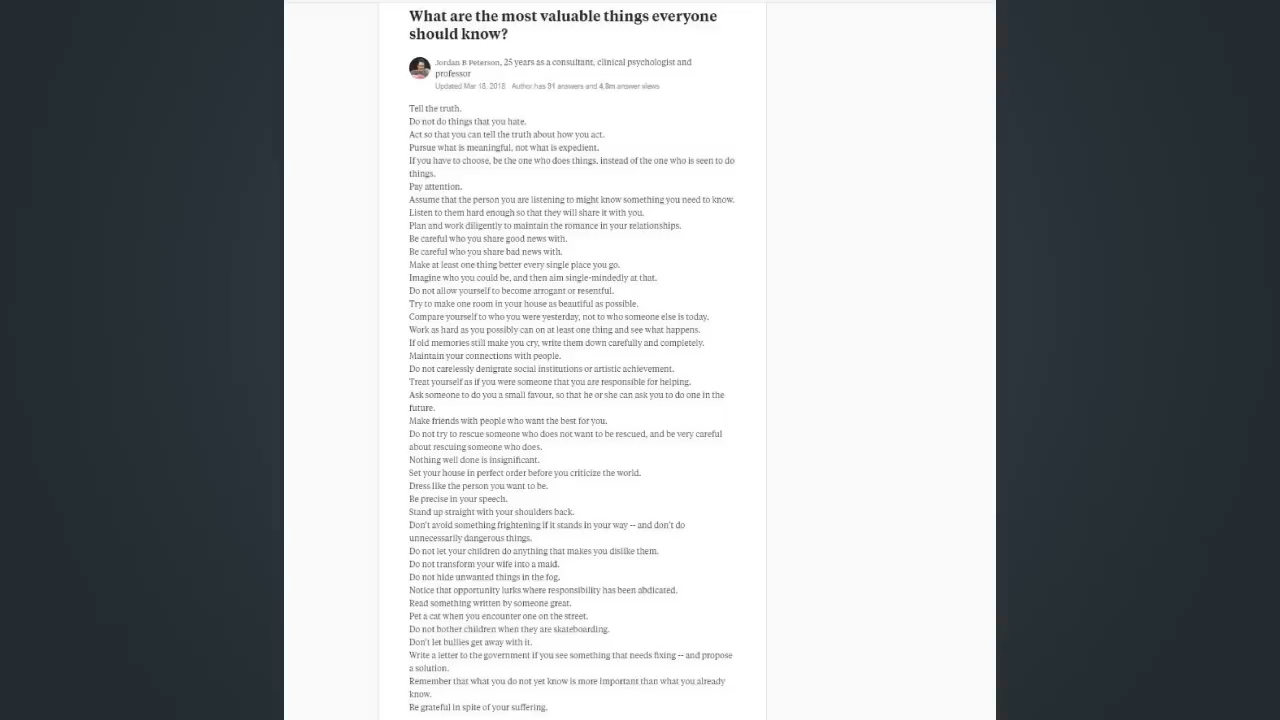 What are the most valuable things everyone
should know?
Jordan B Peterson, 25 years as a consultant, clinical psychologist and
professor
Updated Mar 18, 2018 · Author has 91 answers and 4.8m answer views
Tell the truth.
Do not do things that you hate.
Act so that you can tell the truth about how you act.
Pursue what is meaningful, not what is expedient.
If you have to choose, be the one who does things, instead of the one who is seen to do
things.
Pay attention.
Assume that the person you are listening to might know something you need to know.
Listen to them hard enough so that they will share it with you.
Plan and work diligently to maintain the romance in your relationships.
Be careful who you share good news with.
Be careful who you share bad news with.
Make at least one thing better every single place you go.
Imagine who you could be, and then aim single-mindedly at that.
Do not allow yourself to become arrogant or resentful.
Try to make one room in your house as beautiful as possible.
Compare yourself to who you were yesterday, not to who someone else is today.
Work as hard as you possibly can on at least one thing and see what happens.
If old memories still make you cry, write them down carefully and completely.
Maintain your connections with people.
Do not carelessly denigrate social institutions or artistic achievement.
Treat yourself as if you were someone that you are responsible for helping.
Ask someone to do you a small favour, so that he or she can ask you to do one in the
future.
Make friends with people who want the best for you.
Do not try to rescue someone who does not want to be rescued, and be very careful
about rescuing someone who does.
Nothing well done is insignificant.
Set your house in perfect order before you criticize the world.
Dress like the person you want to be.
Be precise in your speech.
Stand up straight with your shoulders back.
Don't avoid something frightening if it stands in your way -- and don't do
unnecessarily dangerous things.
Do not let your children do anything that makes you dislike them.
Do not transform your wife into a maid.
Do not hide unwanted things in the fog.
Notice that opportunity lurks where responsibility has been abdicated.
Read something written by someone great.
Pet a cat when you encounter one on the street.
Do not bother children when they are skateboarding.
Don't let bullies get away with it.
Write a letter to the government if you see something that needs fixing -- and propose
a solution.
Remember that what you do not yet know is more important than what you already
know.
Be grateful in spite of your suffering.